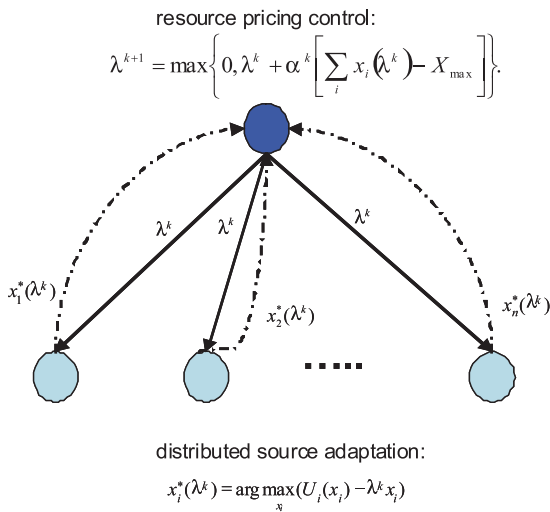 resource pricing control:
λ^{k+1} = max{0, λ^k + α^k [∑_i x_i(λ^k) − X_max]}.
λ^k λ^k λ^k
x_1^*(λ^k) x_2^*(λ^k) x_n^*(λ^k)
......
distributed source adaptation:
x_i^*(λ^k) = arg max_{x_i} (U_i(x_i) − λ^k x_i)